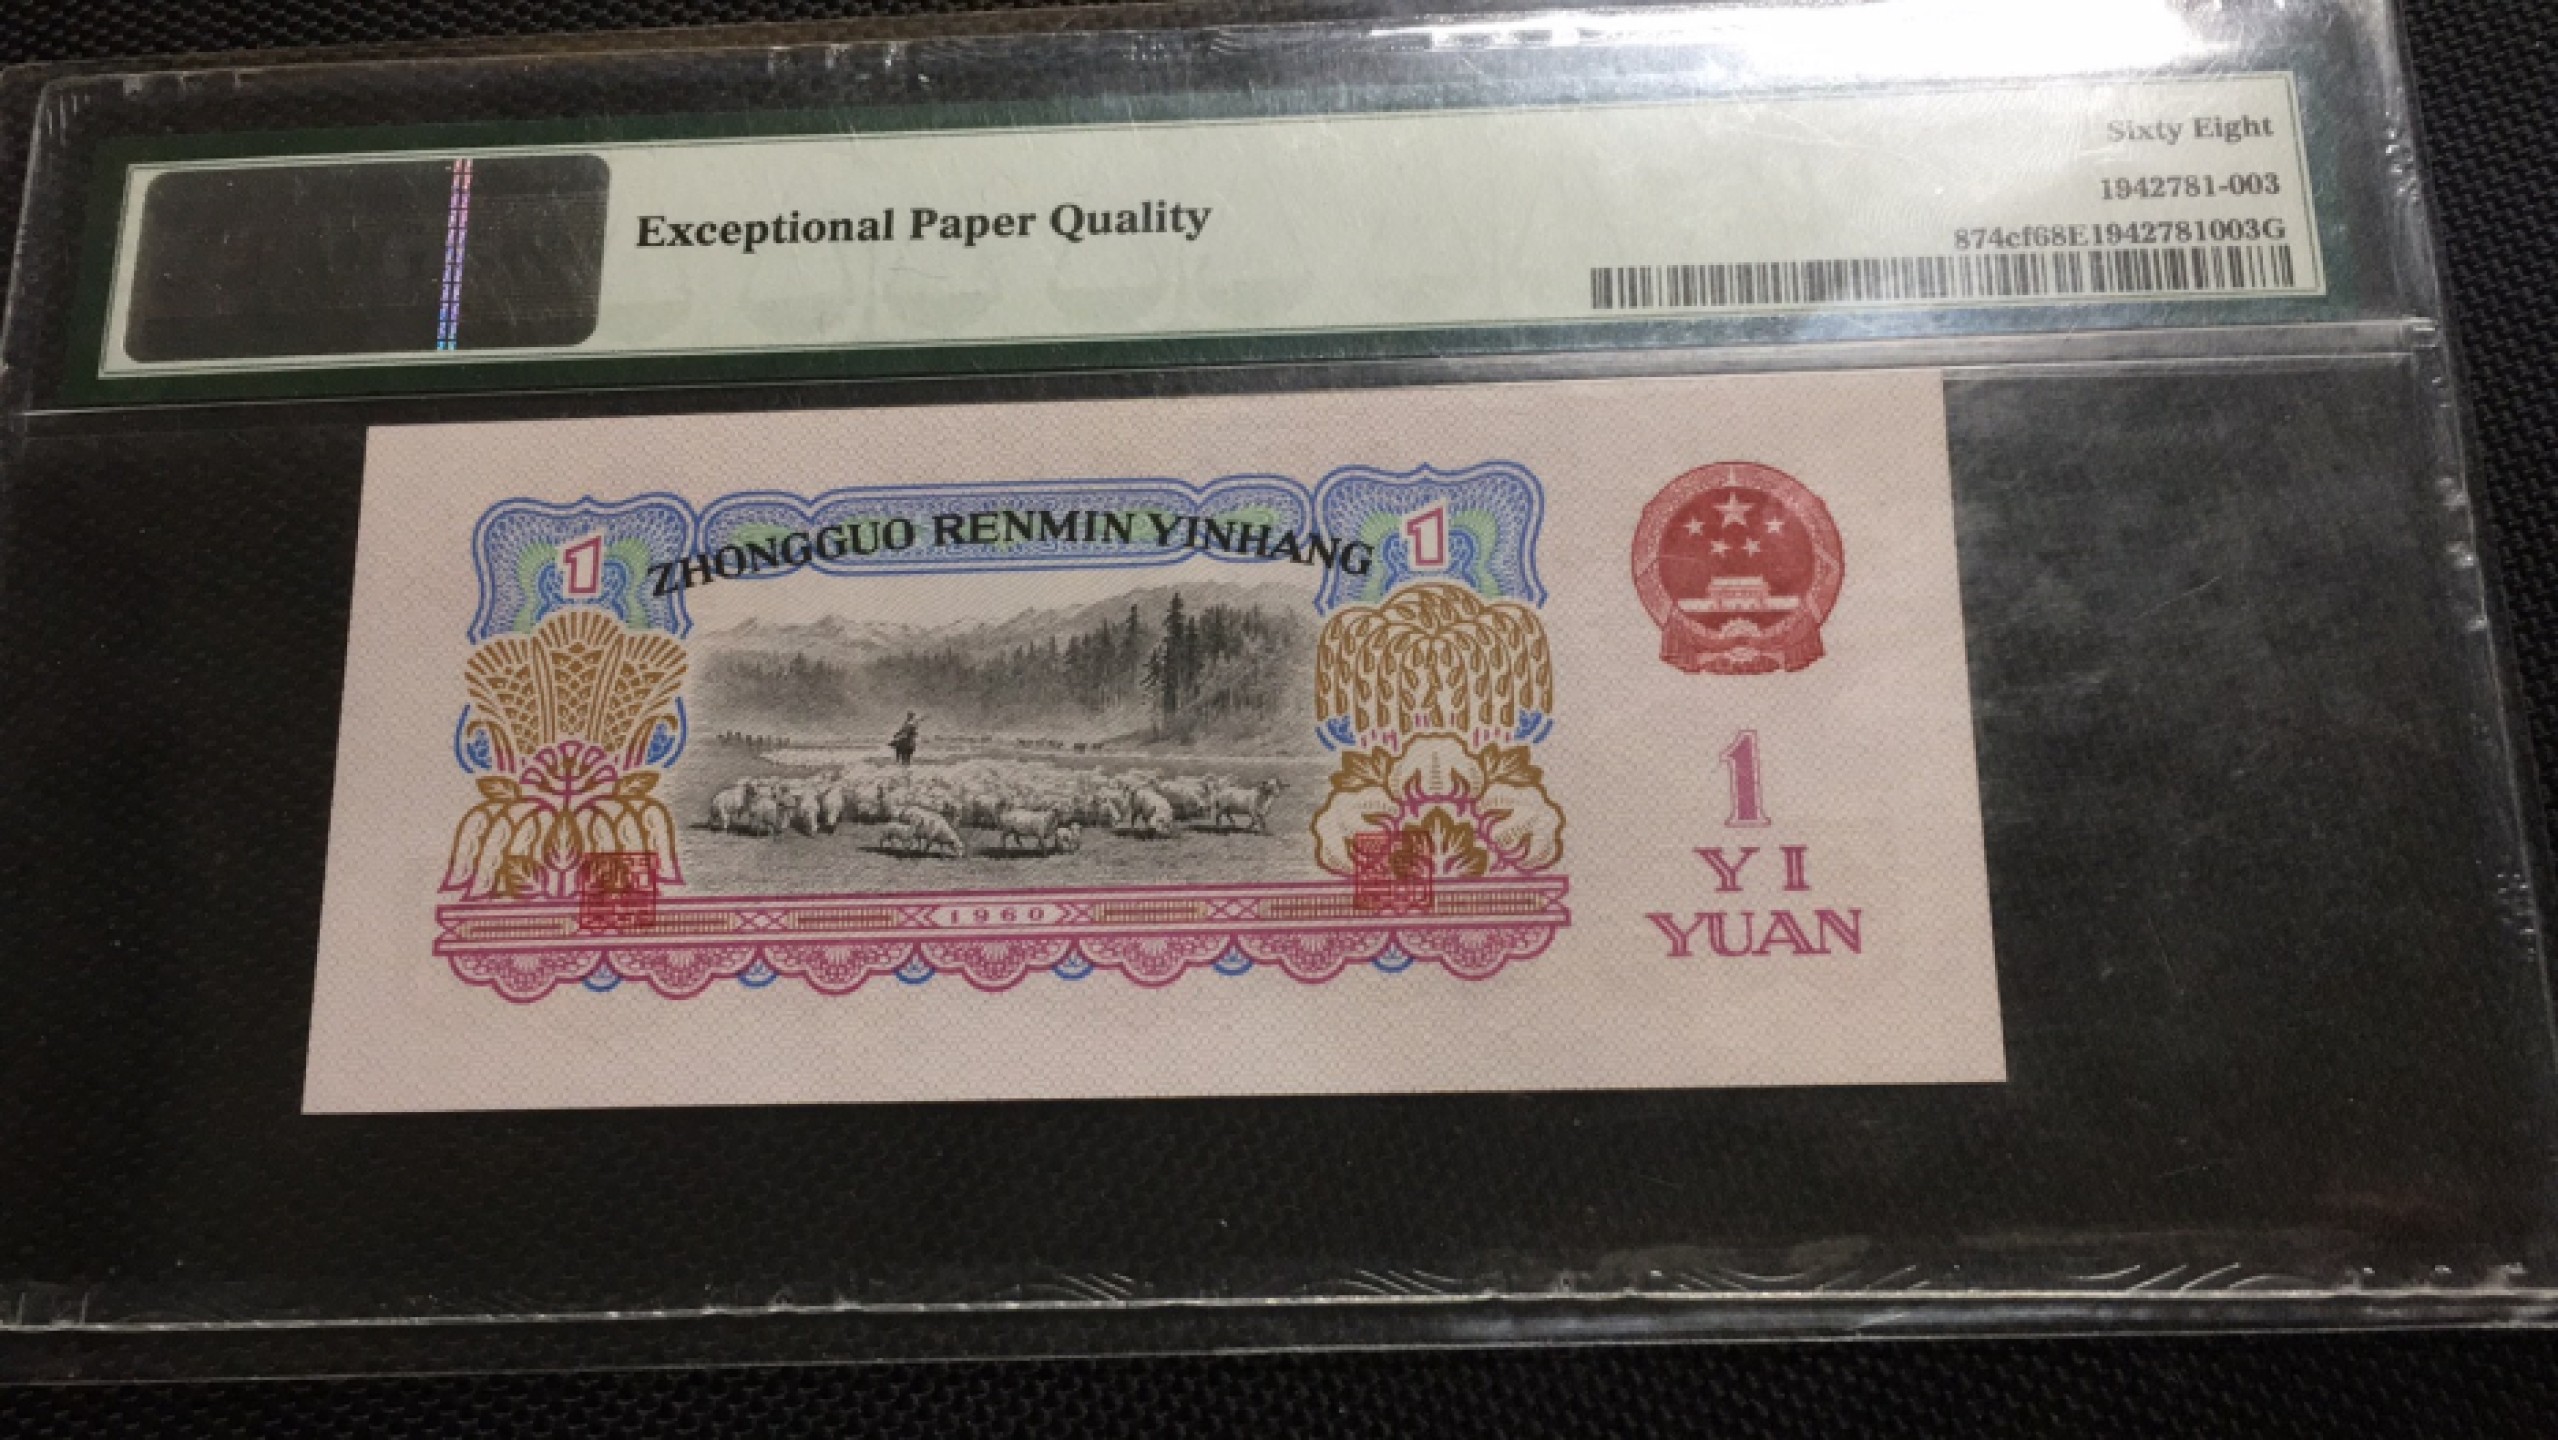 Sixty Eight
1942781-003
Exceptional Paper Quality
874cf68E1942781003G
1
ZHONGGUO RENMIN YINHANG
1
1
YI
YUAN
1960